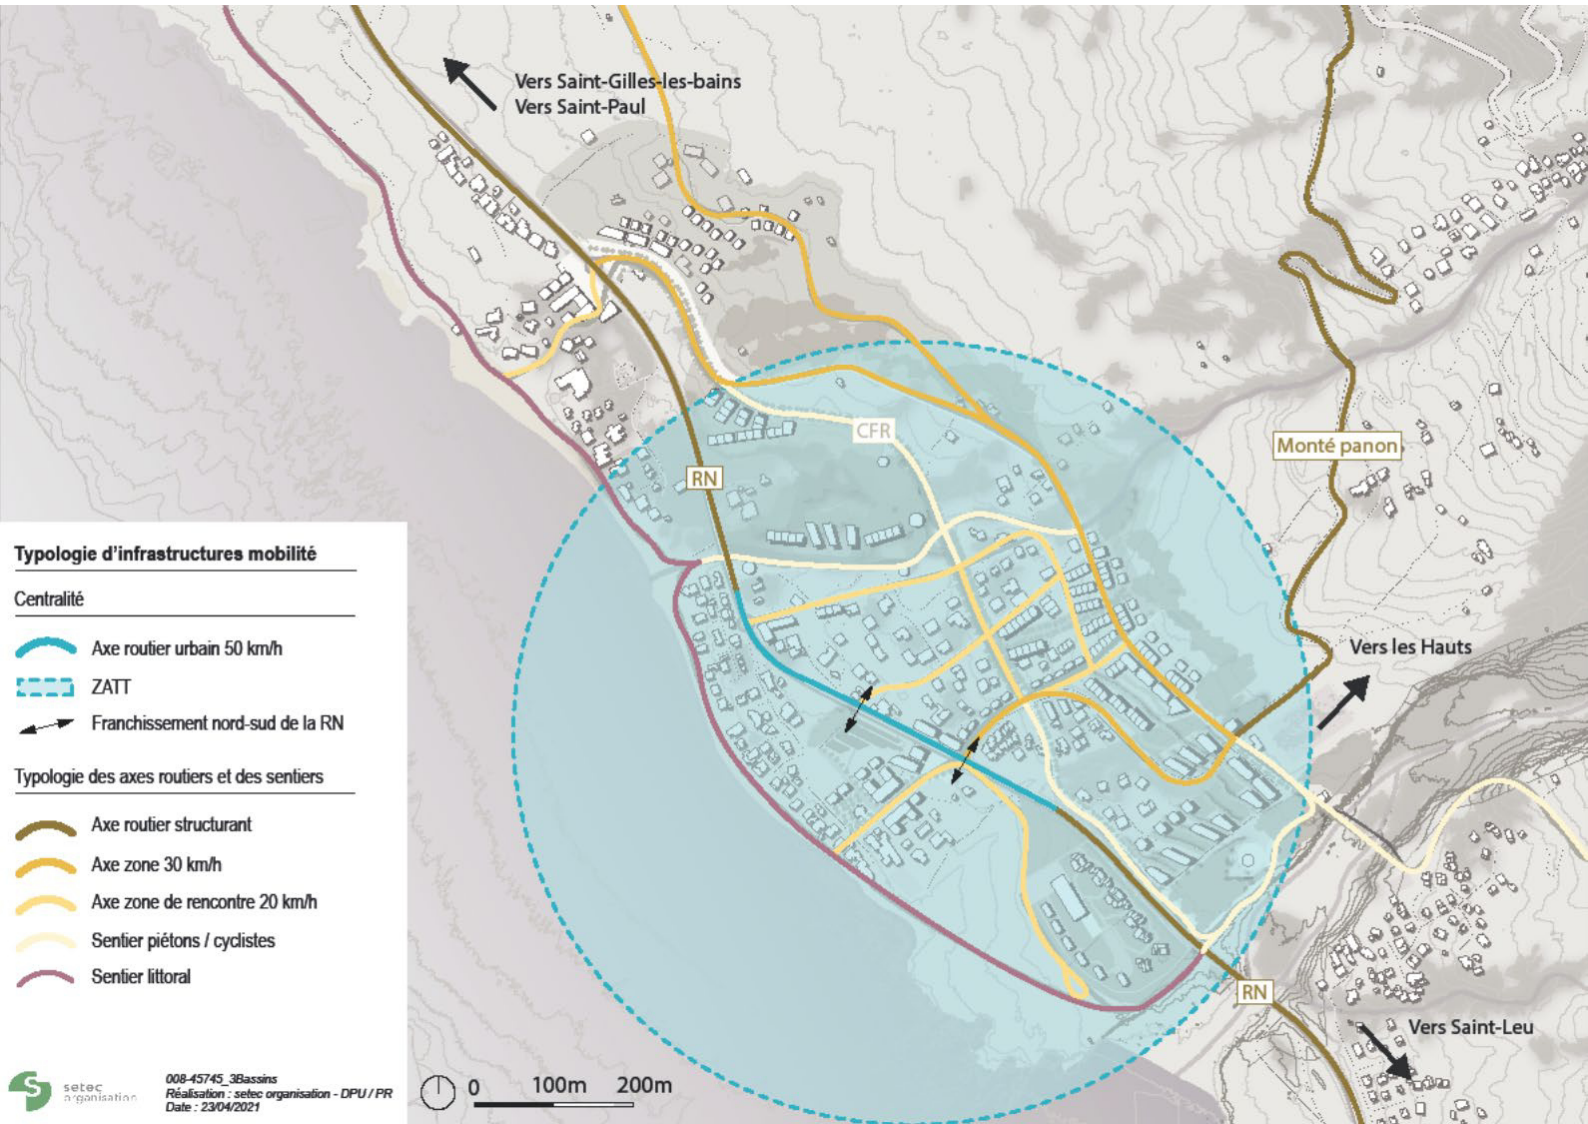 Vers Saint-Gilles-les-bains
Vers Saint-Paul
CFR
RN
Monté panon
Vers les Hauts
RN
Vers Saint-Leu
Typologie d'infrastructures mobilité
Centralité
Axe routier urbain 50 km/h
ZATT
Franchissement nord-sud de la RN
Typologie des axes routiers et des sentiers
Axe routier structurant
Axe zone 30 km/h
Axe zone de rencontre 20 km/h
Sentier piétons / cyclistes
Sentier littoral
setec
organisation
008-45745_3Bassins
Réalisation : setec organisation - DPU / PR
Date : 23/04/2021
0 100m 200m